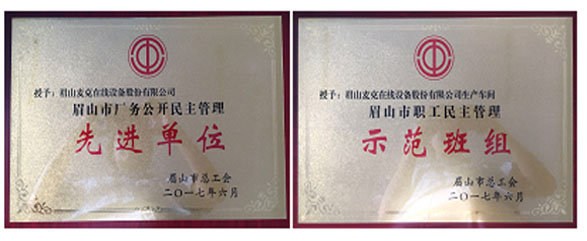 授予：眉山麦克在线设备股份有限公司
眉山市厂务公开民主管理
先进单位
眉山市总工会
二〇一七年六月
授予：眉山麦克在线设备股份有限公司生产车间
眉山市职工民主管理
示范班组
眉山市总工会
二〇一七年六月